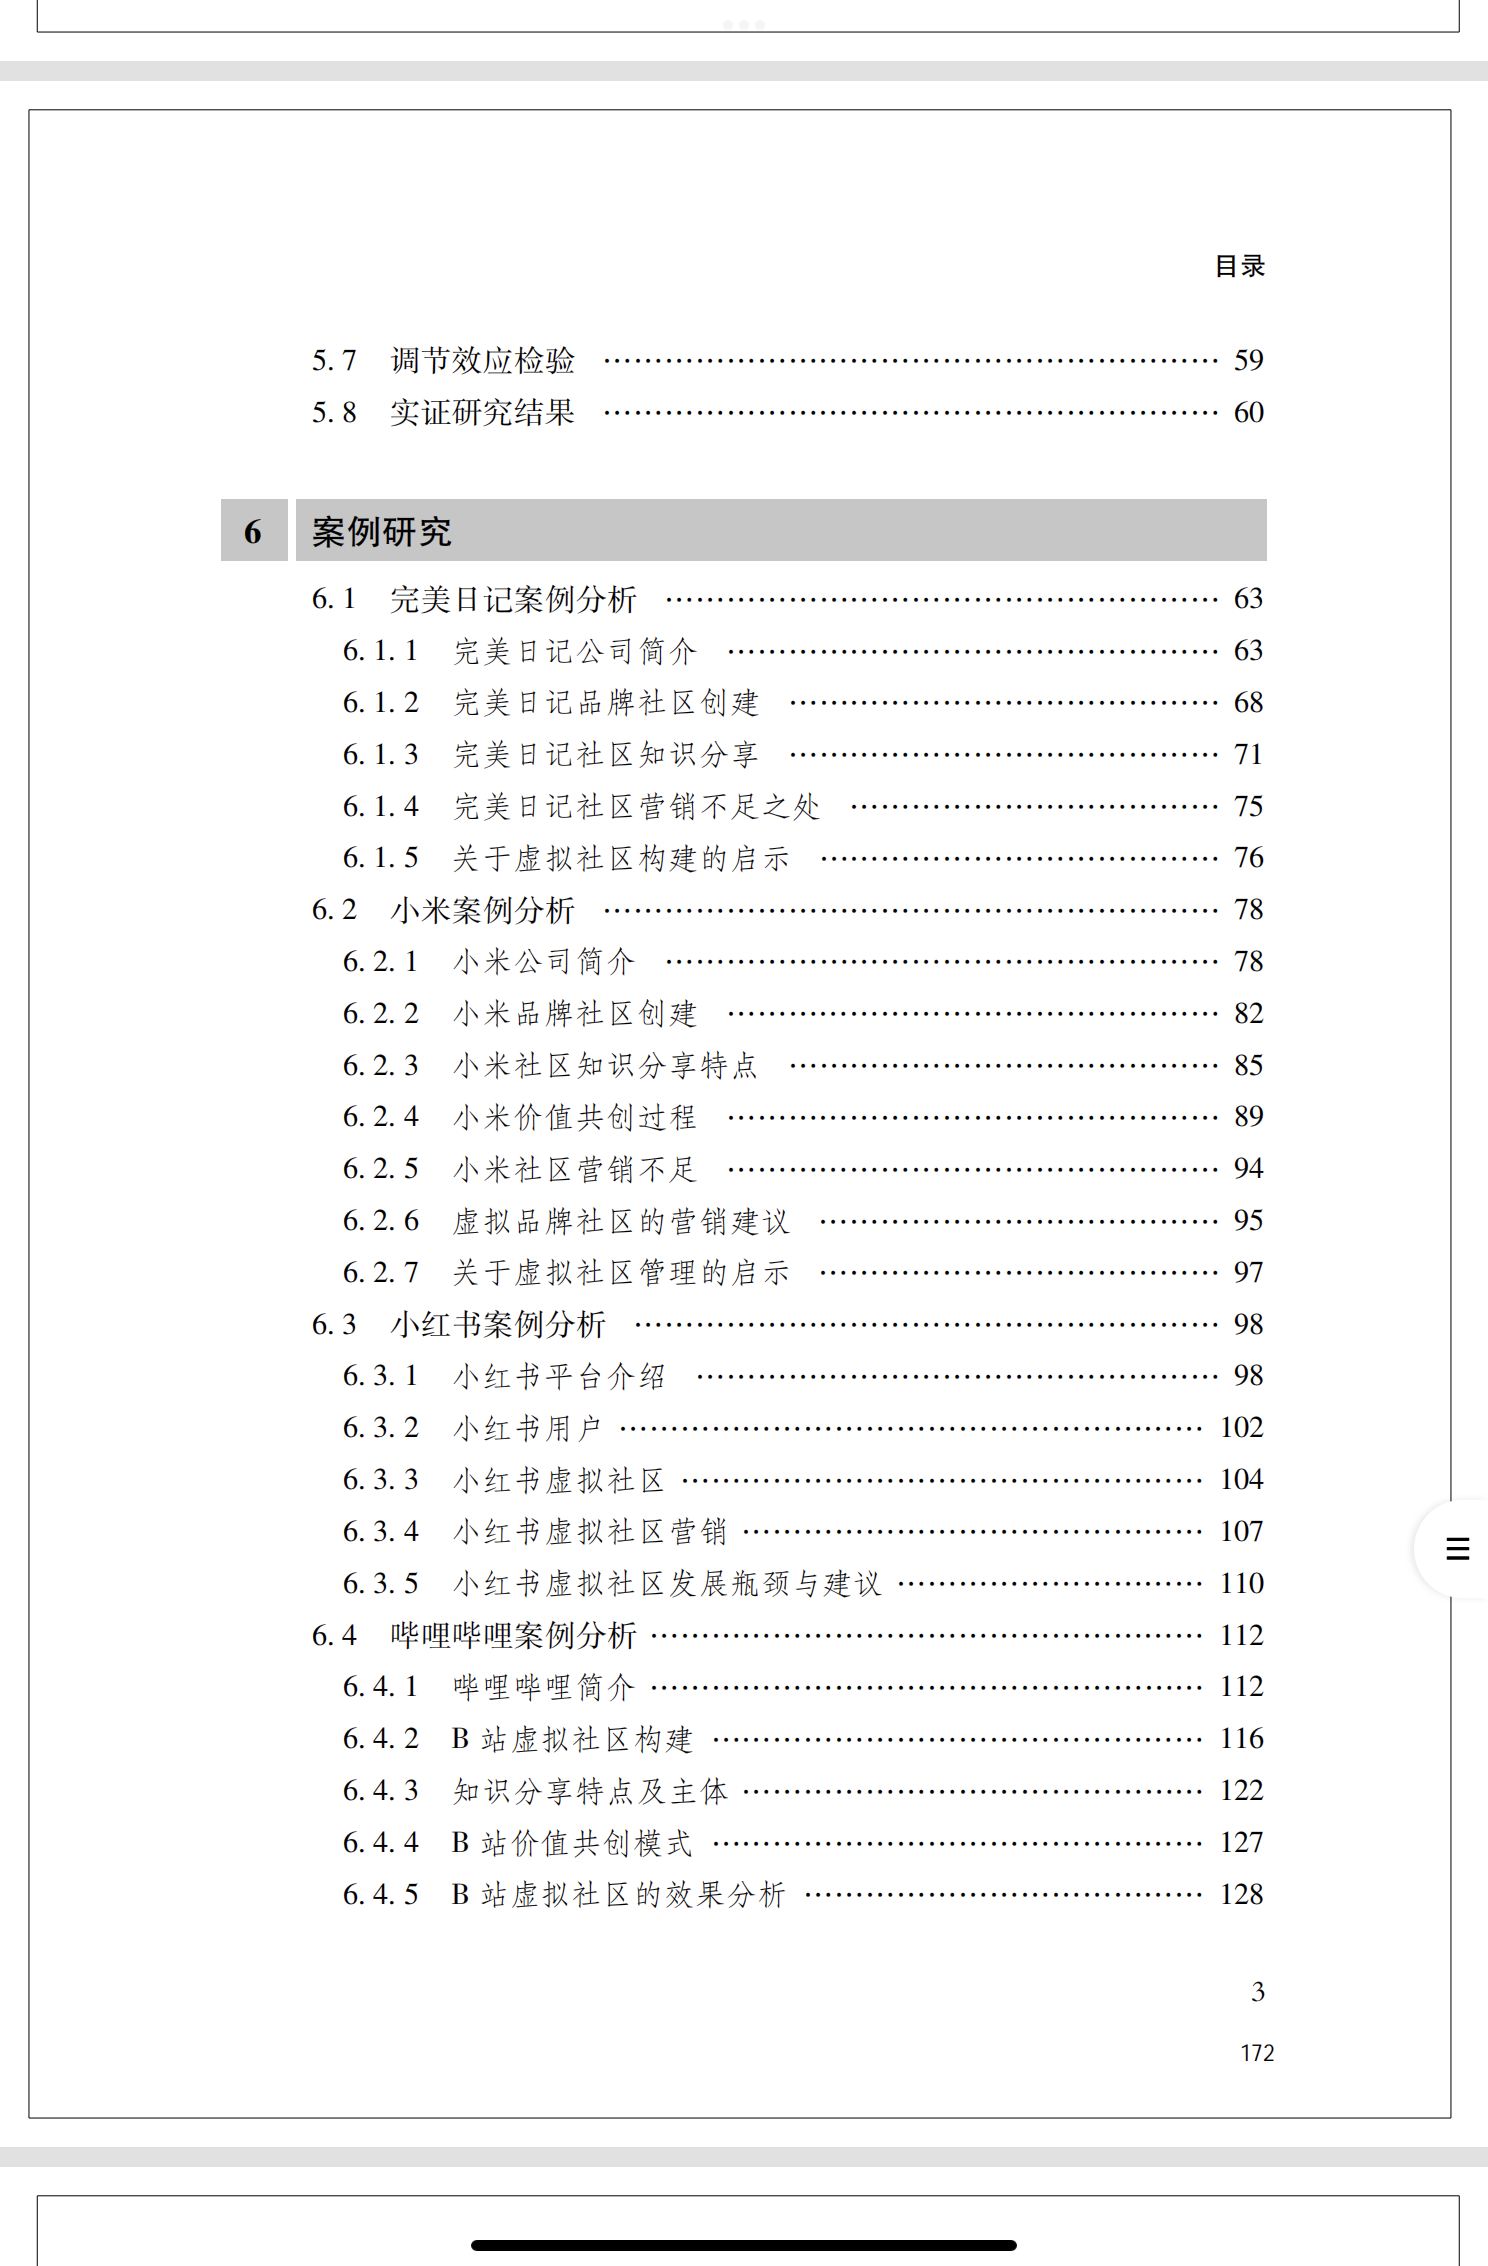 目录
5.7 调节效应检验 …………………………………………………… 59
5.8 实证研究结果 …………………………………………………… 60
6 案例研究
6.1 完美日记案例分析 ……………………………………………… 63
6.1.1 完美日记公司简介 ………………………………………… 63
6.1.2 完美日记品牌社区创建 …………………………………… 68
6.1.3 完美日记社区知识分享 …………………………………… 71
6.1.4 完美日记社区营销不足之处 ……………………………… 75
6.1.5 关于虚拟社区构建的启示 ………………………………… 76
6.2 小米案例分析 …………………………………………………… 78
6.2.1 小米公司简介 ……………………………………………… 78
6.2.2 小米品牌社区创建 ………………………………………… 82
6.2.3 小米社区知识分享特点 …………………………………… 85
6.2.4 小米价值共创过程 ………………………………………… 89
6.2.5 小米社区营销不足 ………………………………………… 94
6.2.6 虚拟品牌社区的营销建议 ………………………………… 95
6.2.7 关于虚拟社区管理的启示 ………………………………… 97
6.3 小红书案例分析 ………………………………………………… 98
6.3.1 小红书平台介绍 …………………………………………… 98
6.3.2 小红书用户 ………………………………………………… 102
6.3.3 小红书虚拟社区 …………………………………………… 104
6.3.4 小红书虚拟社区营销 ……………………………………… 107
6.3.5 小红书虚拟社区发展瓶颈与建议 ………………………… 110
6.4 哔哩哔哩案例分析 ……………………………………………… 112
6.4.1 哔哩哔哩简介 ……………………………………………… 112
6.4.2 B 站虚拟社区构建 ………………………………………… 116
6.4.3 知识分享特点及主体 ……………………………………… 122
6.4.4 B 站价值共创模式 ………………………………………… 127
6.4.5 B 站虚拟社区的效果分析 ………………………………… 128
3
172